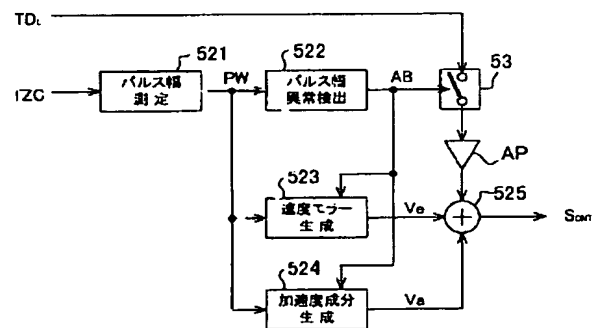 TDL
521
522
パルス幅
測定
PW
パルス幅
異常検出
AB
53
TZC
AP
523
速度エラー
生成
Ve
525
+
SCNT
524
加速度成分
生成
Va